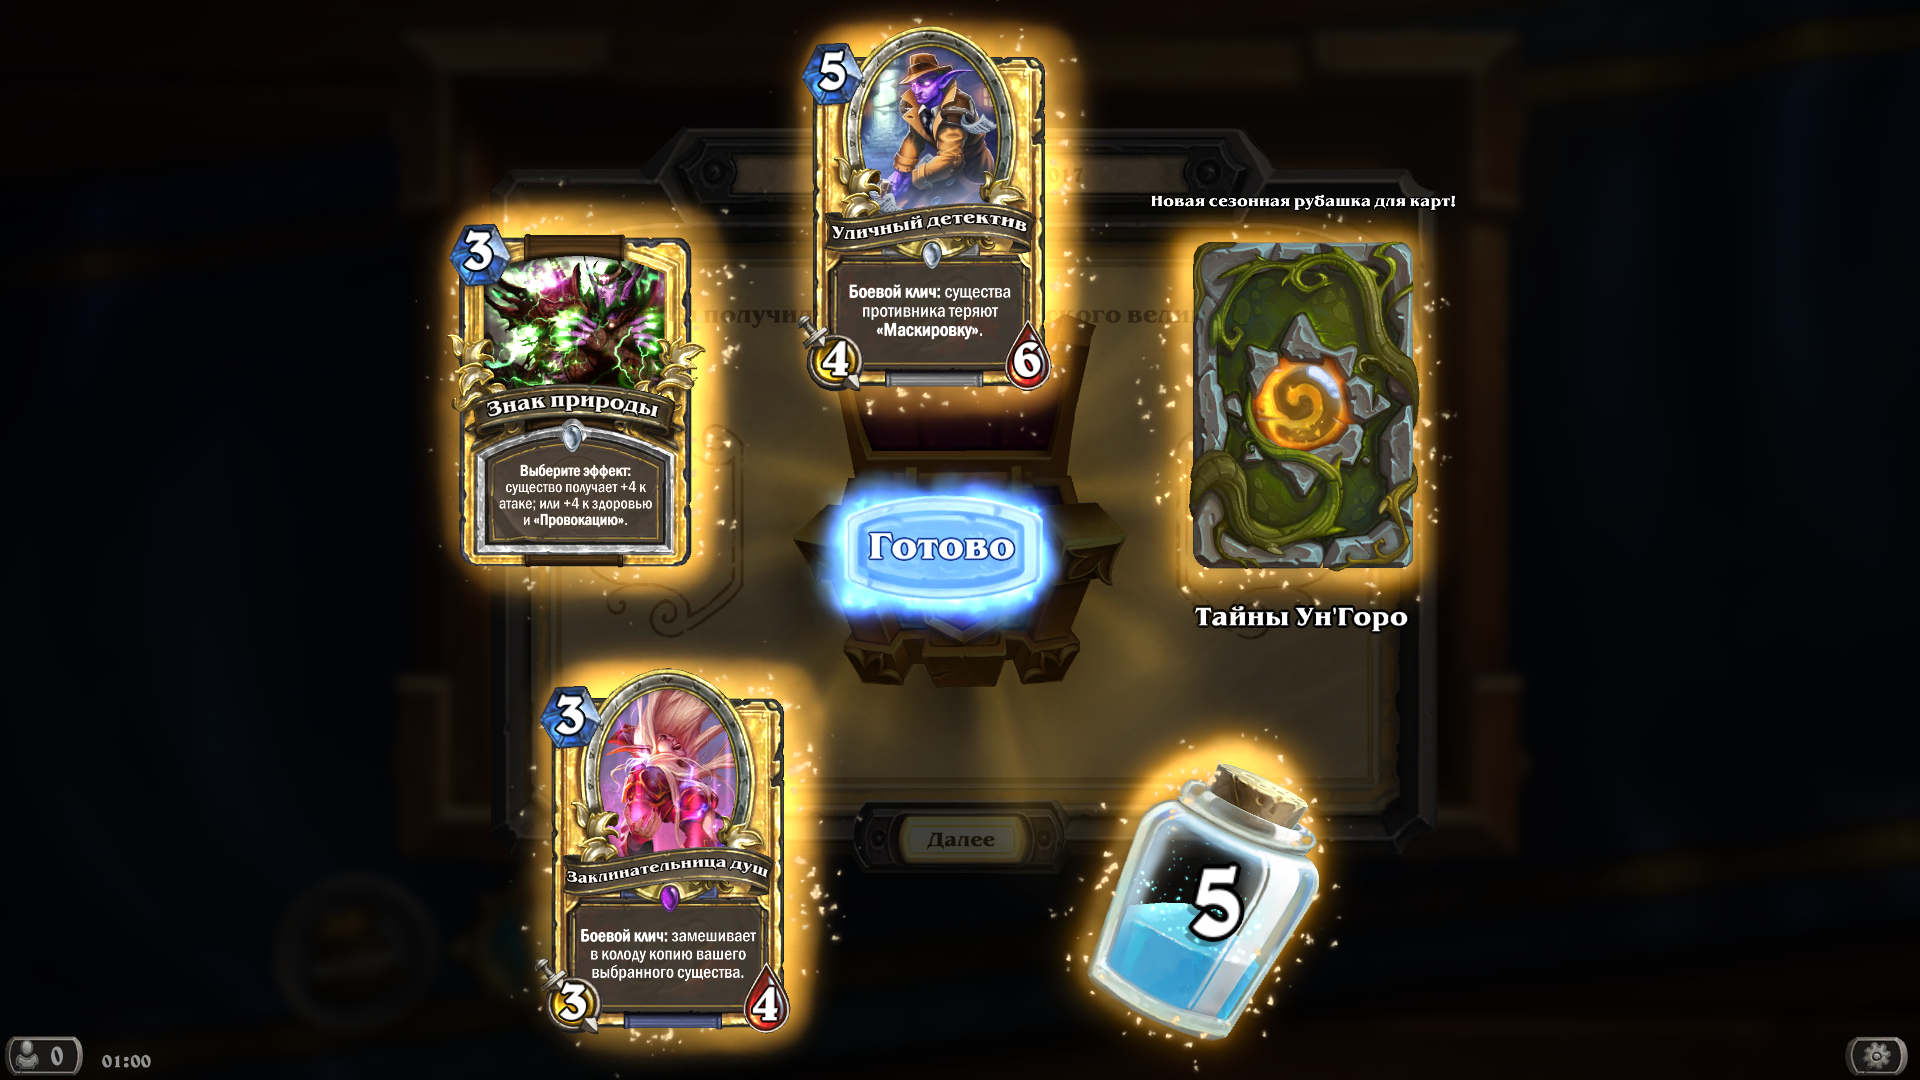 5
Уличный детектив
Боевой клич: существа
противника теряют
«Маскировку».
4
6
3
Знак природы
Выберите эффект:
существо получает +4 к
атаке; или +4 к здоровью
и «Провокацию».
Новая сезонная рубашка для карт!
Тайны Ун'Горо
Готово
3
Заклинательница душ
Боевой клич: замешивает
в колоду копию вашего
выбранного существа.
3
4
Далее
5
0
01:00